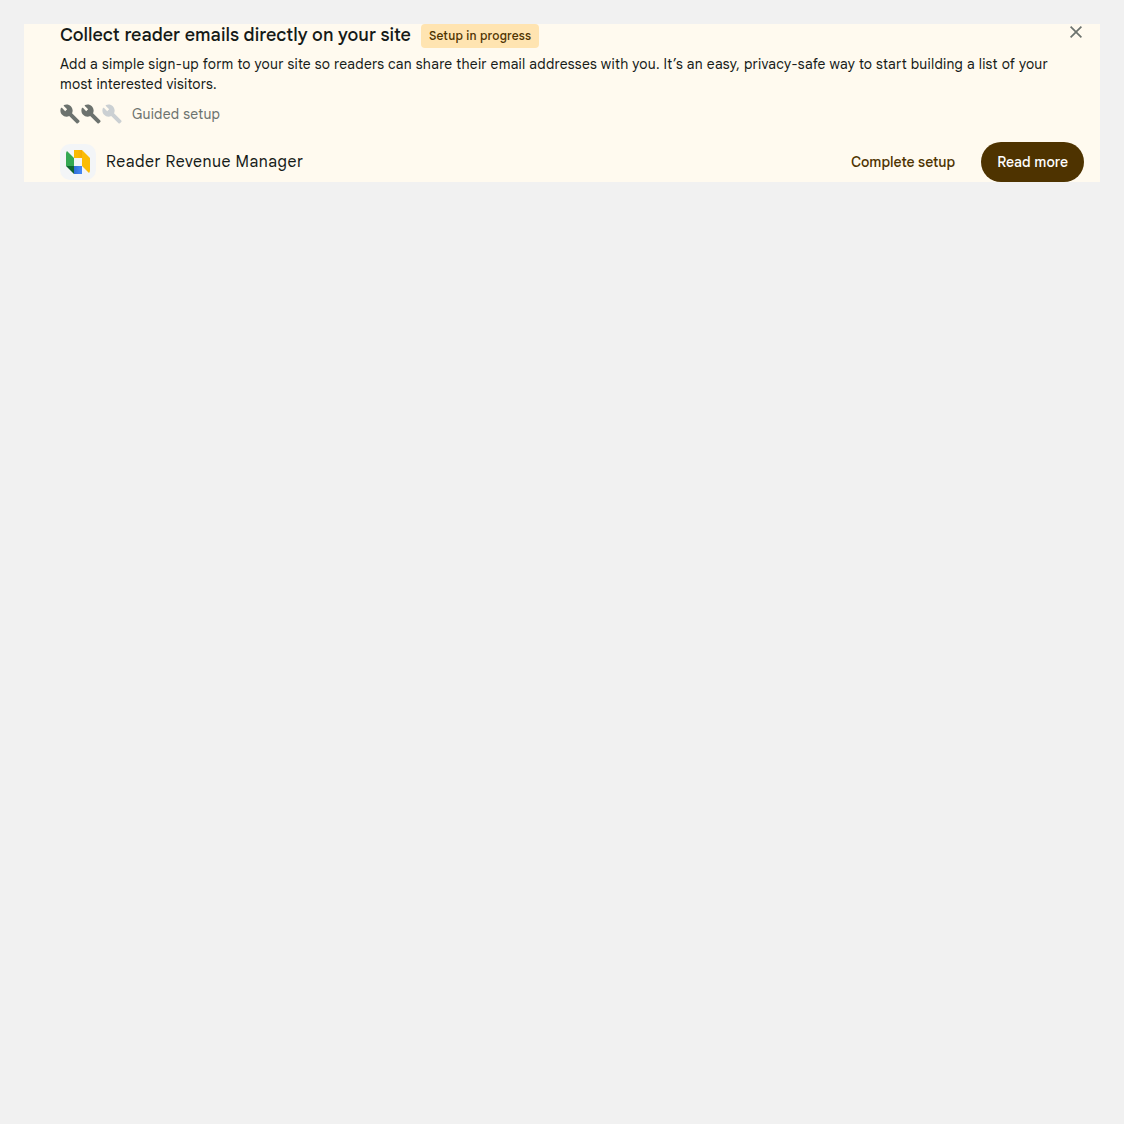 Collect reader emails directly on your site
Setup in progress
Add a simple sign-up form to your site so readers can share their email addresses with you. It’s an easy, privacy-safe way to start building a list of your
most interested visitors.
Guided setup
Reader Revenue Manager
Complete setup
Read more